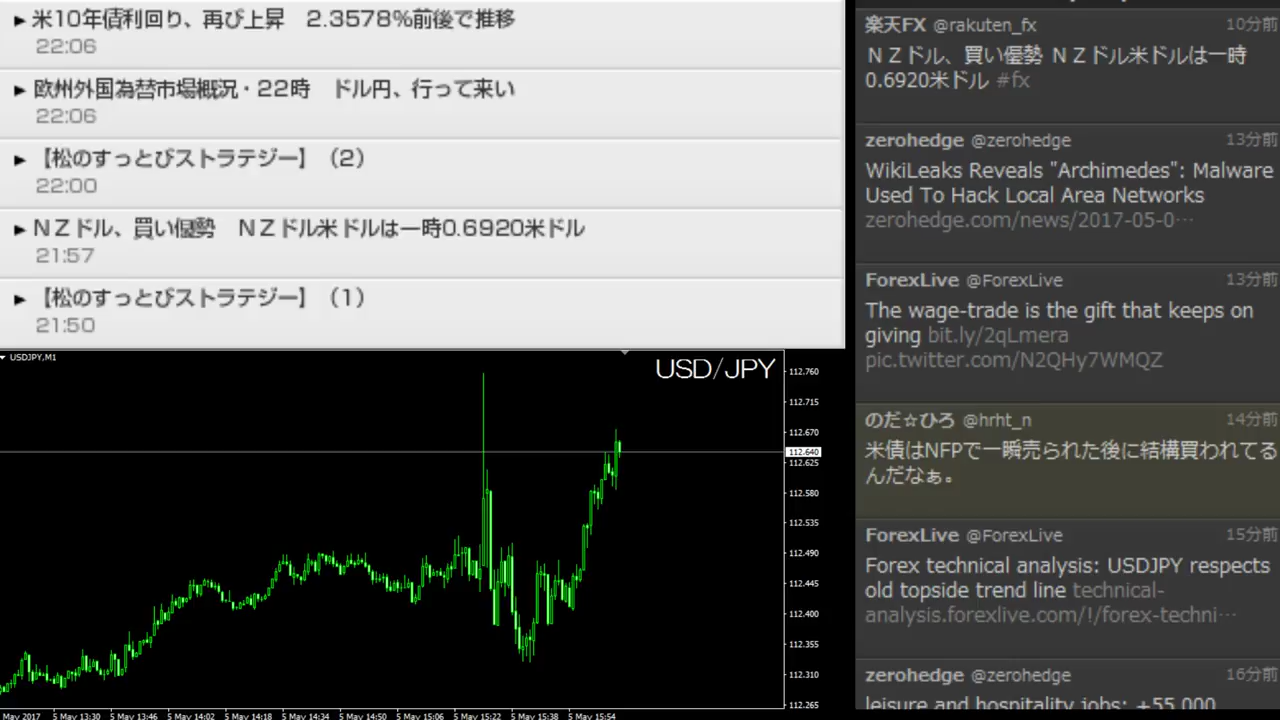 ▶ 米10年債利回り、再び上昇　2.3578%前後で推移
22:06
▶ 欧州外国為替市場概況・22時　ドル円、行って来い
22:06
▶ 【松のすっとびストラテジー】（2）
22:00
▶ ＮＺドル、買い優勢　ＮＺドル米ドルは一時0.6920米ドル
21:57
▶ 【松のすっとびストラテジー】（1）
21:50
USDJPY,M1
USD/JPY
112.760
112.715
112.670
112.640
112.625
112.580
112.535
112.490
112.445
112.400
112.355
112.310
112.265
May 2017 5 May 13:30 5 May 13:46 5 May 14:02 5 May 14:18 5 May 14:34 5 May 14:50 5 May 15:06 5 May 15:22 5 May 15:38 5 May 15:54
楽天FX @rakuten_fx 10分前
ＮＺドル、買い優勢 ＮＺドル米ドルは一時
0.6920米ドル #fx
zerohedge @zerohedge 13分前
WikiLeaks Reveals "Archimedes": Malware
Used To Hack Local Area Networks
zerohedge.com/news/2017-05-0…
ForexLive @ForexLive 13分前
The wage-trade is the gift that keeps on
giving bit.ly/2qLmera
pic.twitter.com/N2QHy7WMQZ
のだ☆ひろ @hrht_n 14分前
米債はNFPで一瞬売られた後に結構買われてる
んだなぁ。
ForexLive @ForexLive 15分前
Forex technical analysis: USDJPY respects
old topside trend line technical-
analysis.forexlive.com/!/forex-techni…
zerohedge @zerohedge 16分前
leisure and hospitality jobs: +55,000